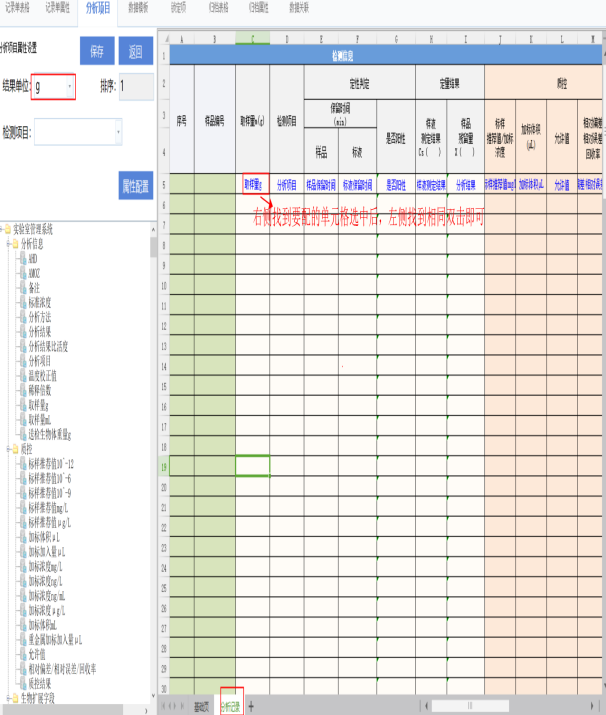 记录单表格 记录单属性 分析项目 数据模板 锁定项 归档表格 归档属性 数据关联
分析项目属性设置 保存 返回
结果单位: g 排序: 1
检测项目:
属性配置
实验室管理系统
分析信息
AHD
AMOZ
备注
标准浓度
分析方法
分析结果
分析结果比活度
分析项目
温度校正值
稀释倍数
取样量g
取样量mL
送检生物体重量g
质控
标样推荐值10^-12
标样推荐值10^-6
标样推荐值10^-9
标样推荐值mg/L
标样推荐值μg/L
加标体积μL
加标加入量μL
加标浓度mg/L
加标浓度ng/L
加标浓度ng/mL
加标浓度μg/L
加标体积mL
重金属加标加入量μL
允许值
相对偏差/相对误差/回收率
质控结果
生物扩展字段
A B C D E F G H I J K L M
1 检测信息
2 定性判定 定量结果 质控
3 序号 样品编号 取样量m(g) 检测项目 保留时间 (min) 是否阳性 样液 测定结果 Cs( ) 样品 残留量 X( ) 标样 推荐值/加标 浓度 加标体积 (uL) 允许值 相对偏差 相对误差 回收率
4 样品 标液
5 取样量g 分析项目 样品保留时间 标液保留时间 是否阳性 样液测定结果 分析结果 标样推荐值mg/ 加标体积μL 允许值
6
右侧找到要配的单元格选中后，左侧找到相同双击即可
7
8
9
10
11
12
13
14
15
16
17
18
19
20
21
22
23
24
25
26
27
28
29
30
基础页 分析记录 +